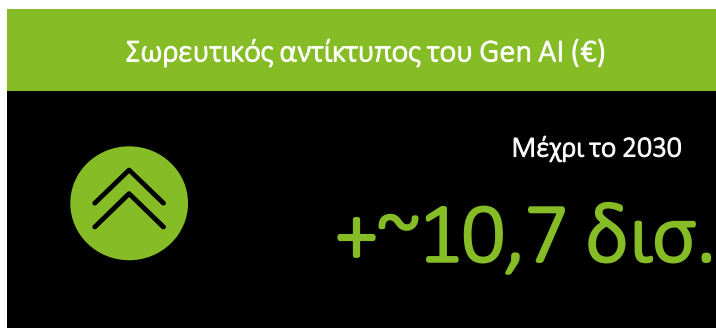 Σωρευτικός αντίκτυπος του Gen AI (€)
Μέχρι το 2030
+~10,7 δισ.